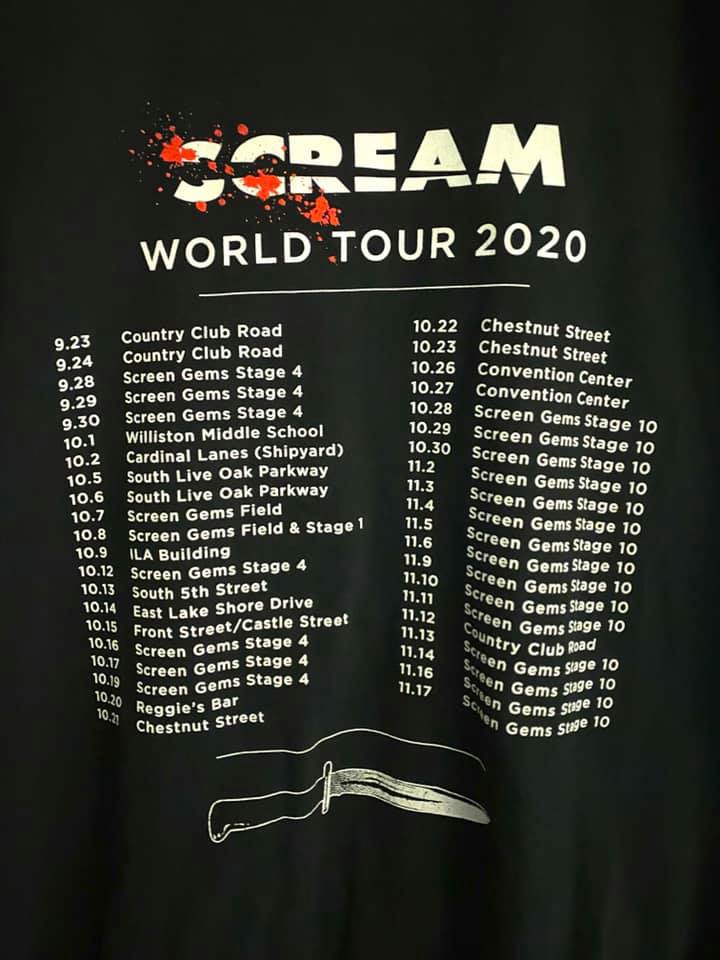 SCREAM
WORLD TOUR 2020
9.23 Country Club Road
9.24 Country Club Road
9.28 Screen Gems Stage 4
9.29 Screen Gems Stage 4
9.30 Screen Gems Stage 4
10.1 Williston Middle School
10.2 Cardinal Lanes (Shipyard)
10.5 South Live Oak Parkway
10.6 South Live Oak Parkway
10.7 Screen Gems Field
10.8 Screen Gems Field & Stage 1
10.9 ILA Building
10.12 Screen Gems Stage 4
10.13 South 5th Street
10.14 East Lake Shore Drive
10.15 Front Street/Castle Street
10.16 Screen Gems Stage 4
10.17 Screen Gems Stage 4
10.19 Screen Gems Stage 4
10.20 Reggie's Bar
10.21 Chestnut Street
10.22 Chestnut Street
10.23 Chestnut Street
10.26 Convention Center
10.27 Convention Center
10.28 Screen Gems Stage 10
10.29 Screen Gems Stage 10
10.30 Screen Gems Stage 10
11.2 Screen Gems Stage 10
11.3 Screen Gems Stage 10
11.4 Screen Gems Stage 10
11.5 Screen Gems Stage 10
11.6 Screen Gems Stage 10
11.9 Screen Gems Stage 10
11.10 Screen Gems Stage 10
11.11 Screen Gems Stage 10
11.12 Country Club Road
11.13 Screen Gems Stage 10
11.14 Screen Gems Stage 10
11.16 Screen Gems Stage 10
11.17 Screen Gems Stage 10